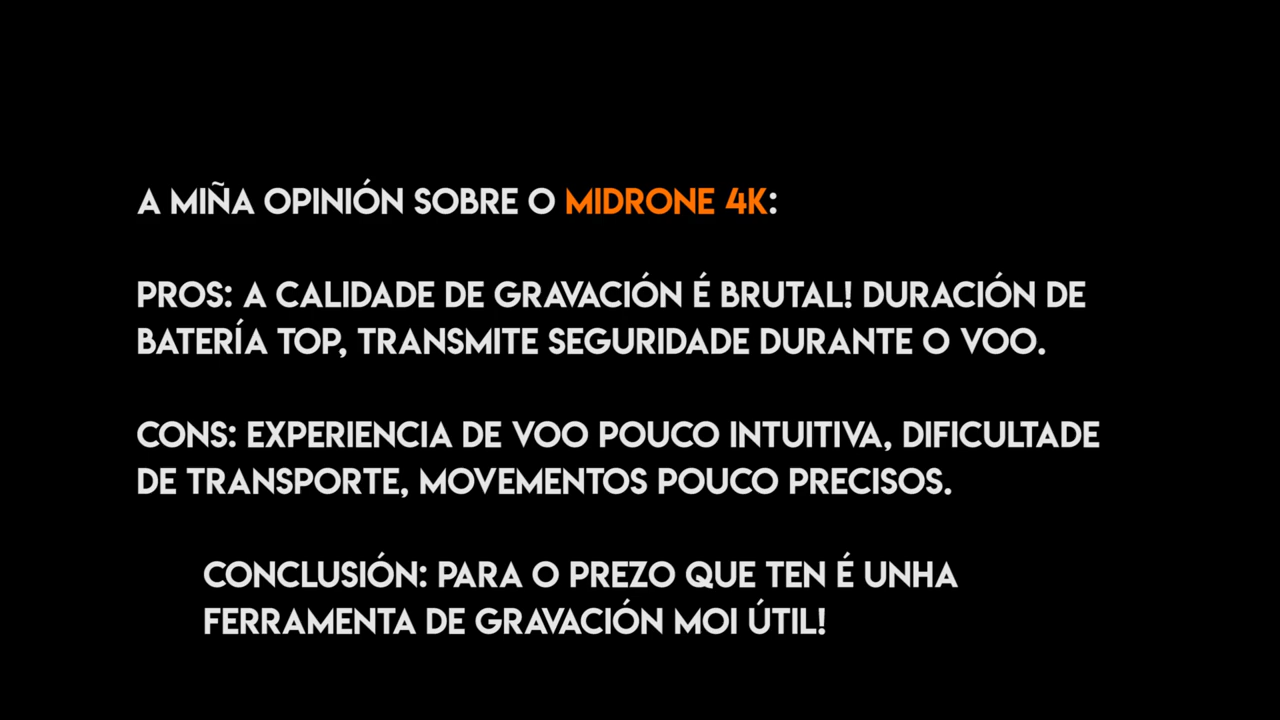 A MIÑA OPINIÓN SOBRE O MIDRONE 4K:
PROS: A CALIDADE DE GRAVACIÓN É BRUTAL! DURACIÓN DE
BATERÍA TOP, TRANSMITE SEGURIDADE DURANTE O VOO.
CONS: EXPERIENCIA DE VOO POUCO INTUITIVA, DIFICULTADE
DE TRANSPORTE, MOVEMENTOS POUCO PRECISOS.
CONCLUSIÓN: PARA O PREZO QUE TEN É UNHA
FERRAMENTA DE GRAVACIÓN MOI ÚTIL!